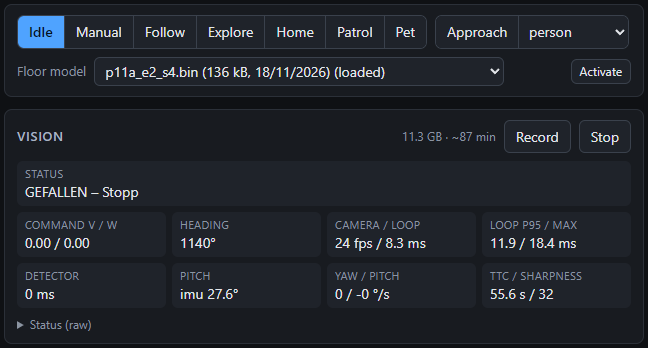 Idle Manual Follow Explore Home Patrol Pet Approach person
Floor model p11a_e2_s4.bin (136 kB, 18/11/2026) (loaded) Activate
VISION 11.3 GB · ~87 min Record Stop
STATUS
GEFALLEN – Stopp
COMMAND V / W HEADING CAMERA / LOOP LOOP P95 / MAX
0.00 / 0.00 1140° 24 fps / 8.3 ms 11.9 / 18.4 ms
DETECTOR PITCH YAW / PITCH TTC / SHARPNESS
0 ms imu 27.6° 0 / -0 °/s 55.6 s / 32
Status (raw)